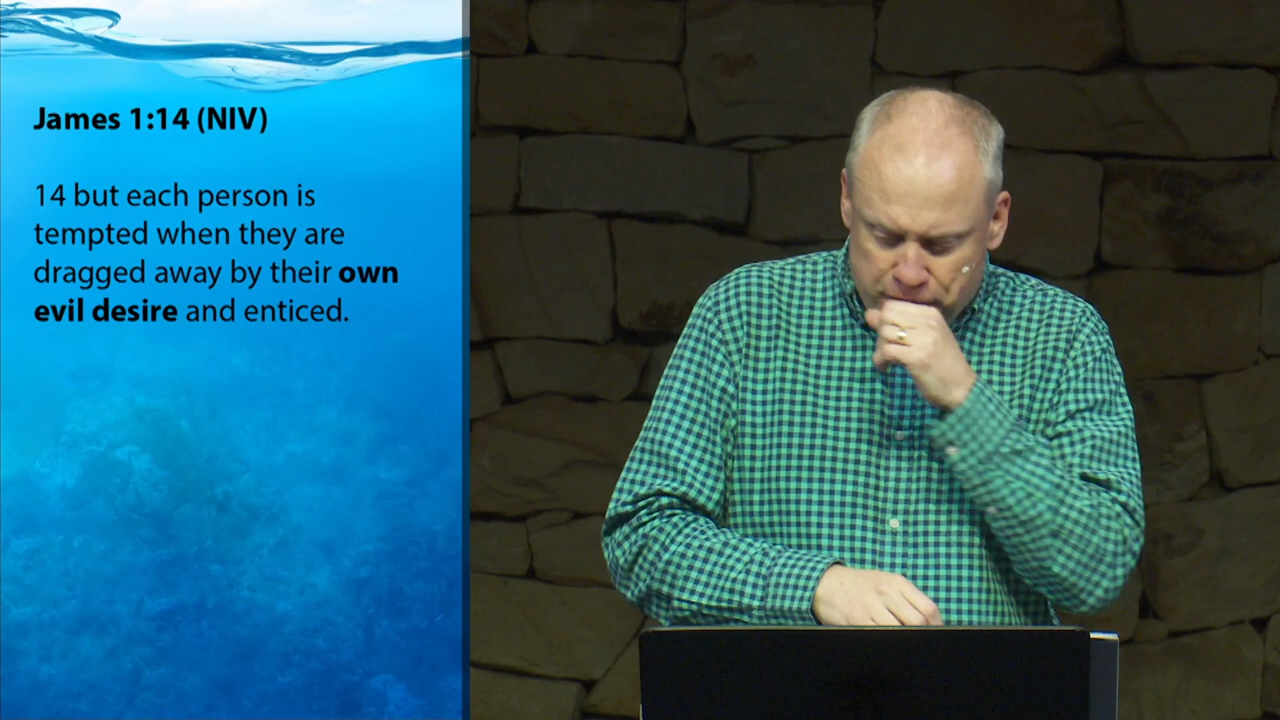 James 1:14 (NIV)
14 but each person is
tempted when they are
dragged away by their own
evil desire and enticed.